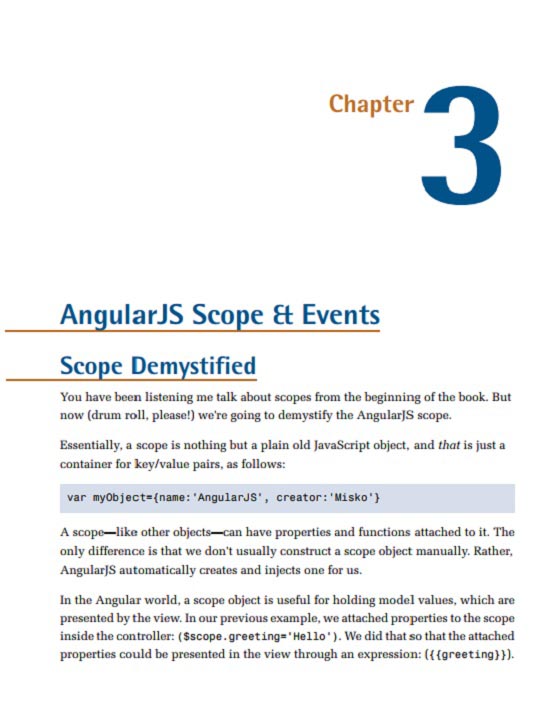 Chapter 3
AngularJS Scope & Events
Scope Demystified
You have been listening me talk about scopes from the beginning of the book. But
now (drum roll, please!) we're going to demystify the AngularJS scope.
Essentially, a scope is nothing but a plain old JavaScript object, and that is just a
container for key/value pairs, as follows:
var myObject={name:'AngularJS', creator:'Misko'}
A scope—like other objects—can have properties and functions attached to it. The
only difference is that we don't usually construct a scope object manually. Rather,
AngularJS automatically creates and injects one for us.
In the Angular world, a scope object is useful for holding model values, which are
presented by the view. In our previous example, we attached properties to the scope
inside the controller: ($scope.greeting='Hello'). We did that so that the attached
properties could be presented in the view through an expression: ({{greeting}}).